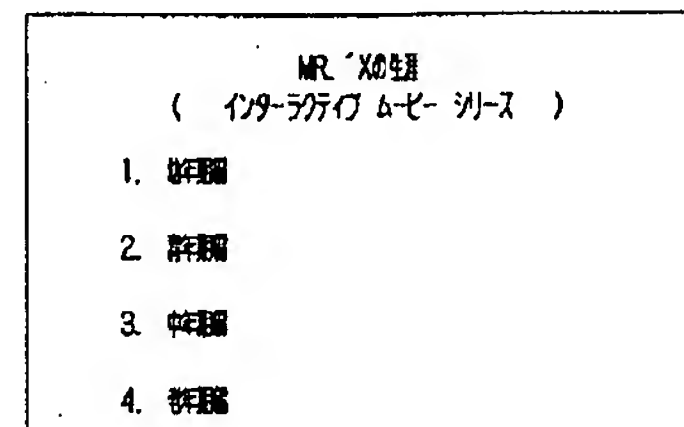 MR. ´Xの生涯
( インターラクティブ ムービー シリーズ )
1. 幼年期編
2. 青年期編
3. 中年期編
4. 老年期編